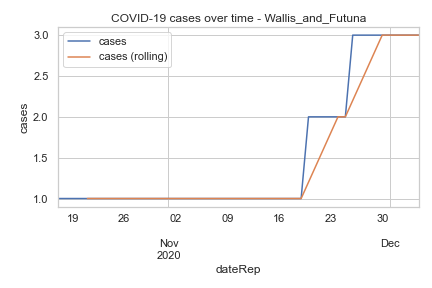 COVID-19 cases over time - Wallis_and_Futuna
cases
cases (rolling)
3.0
2.5
2.0
1.5
1.0
cases
19 26 02 09 16 23 30
Nov Dec
2020
dateRep